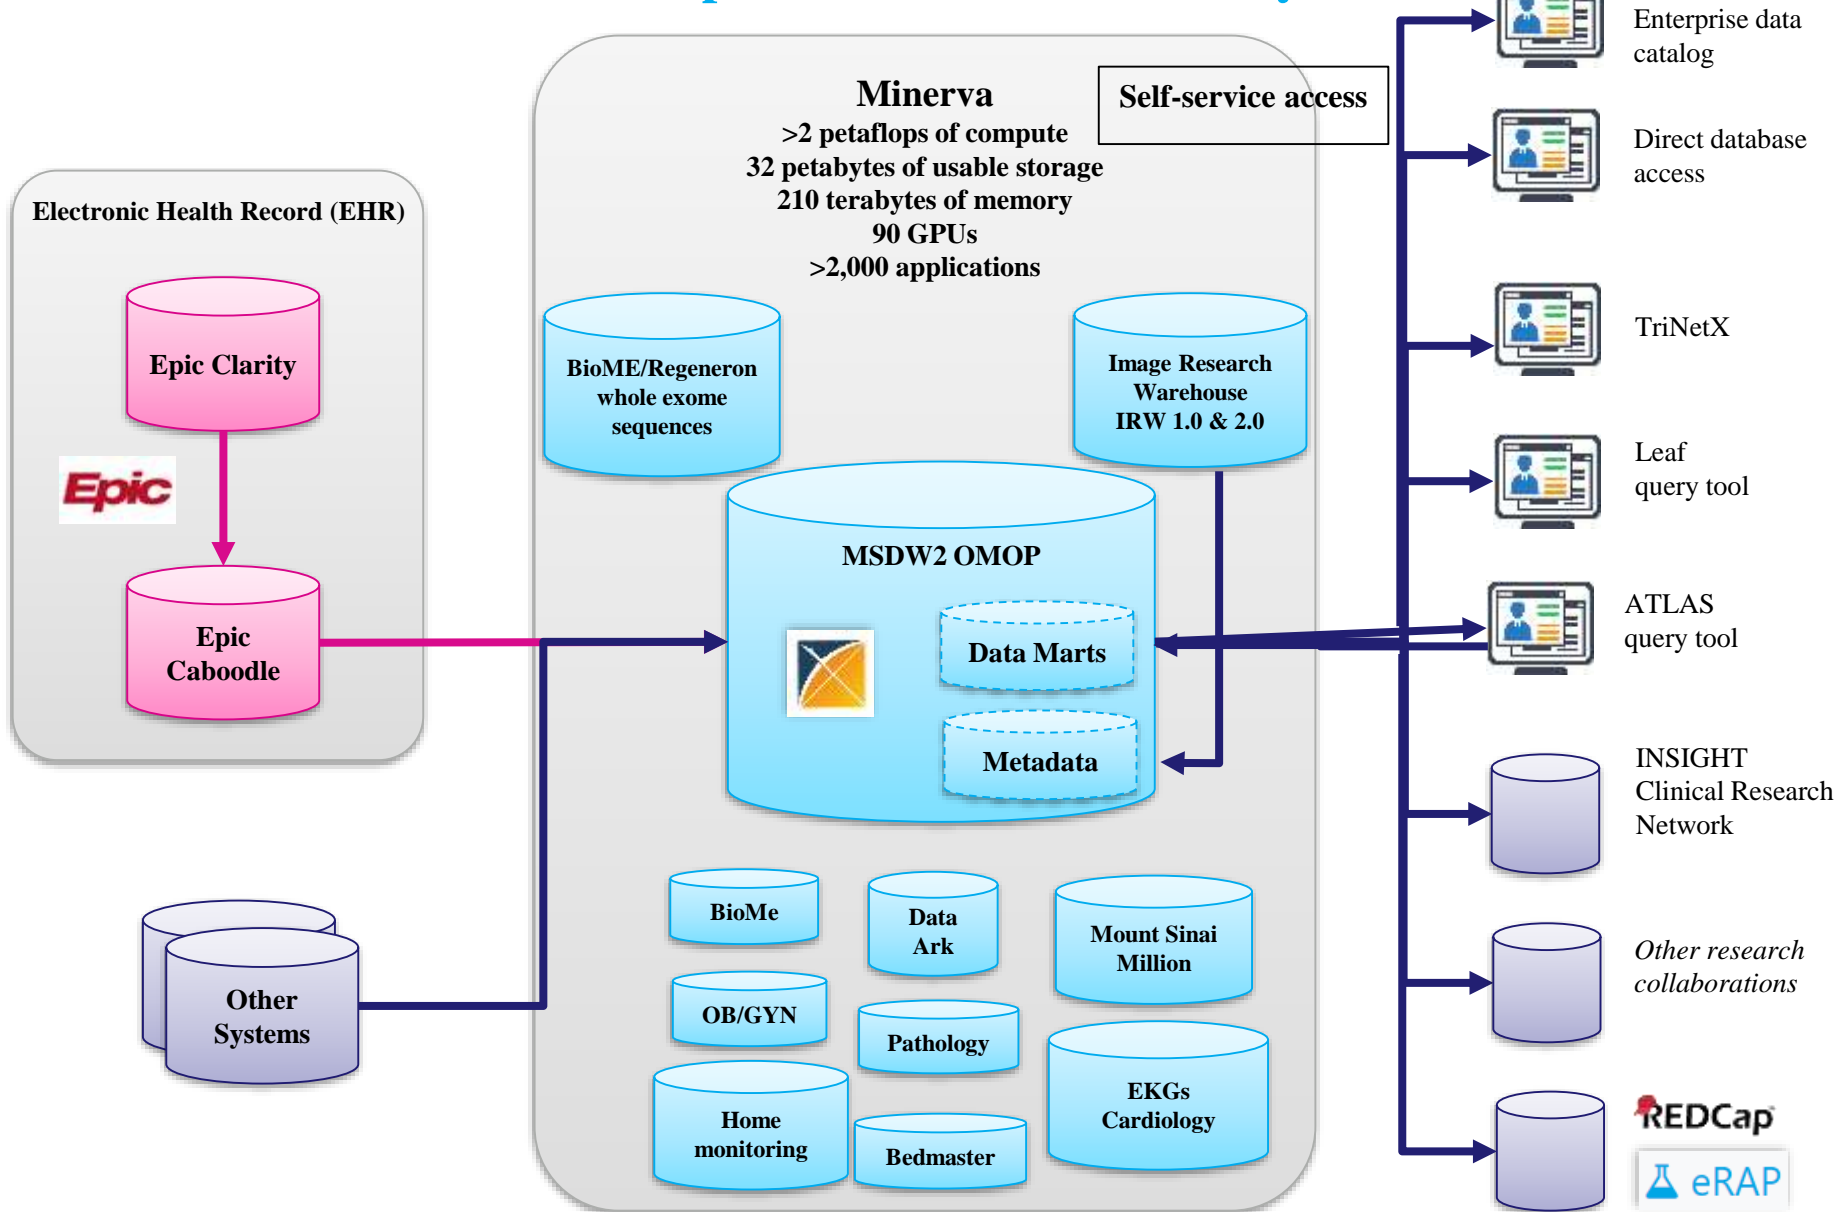 Enterprise data
catalog
Minerva
>2 petaflops of compute
32 petabytes of usable storage
210 terabytes of memory
90 GPUs
>2,000 applications
Self-service access
Direct database
access
Electronic Health Record (EHR)
Epic Clarity
Epic
Epic
Caboodle
BioME/Regeneron
whole exome
sequences
Image Research
Warehouse
IRW 1.0 & 2.0
TriNetX
Leaf
query tool
MSDW2 OMOP
Data Marts
Metadata
ATLAS
query tool
INSIGHT
Clinical Research
Network
Other
Systems
BioMe
Data
Ark
Mount Sinai
Million
OB/GYN
Pathology
EKGs
Cardiology
Home
monitoring
Bedmaster
Other research
collaborations
REDCap
eRAP